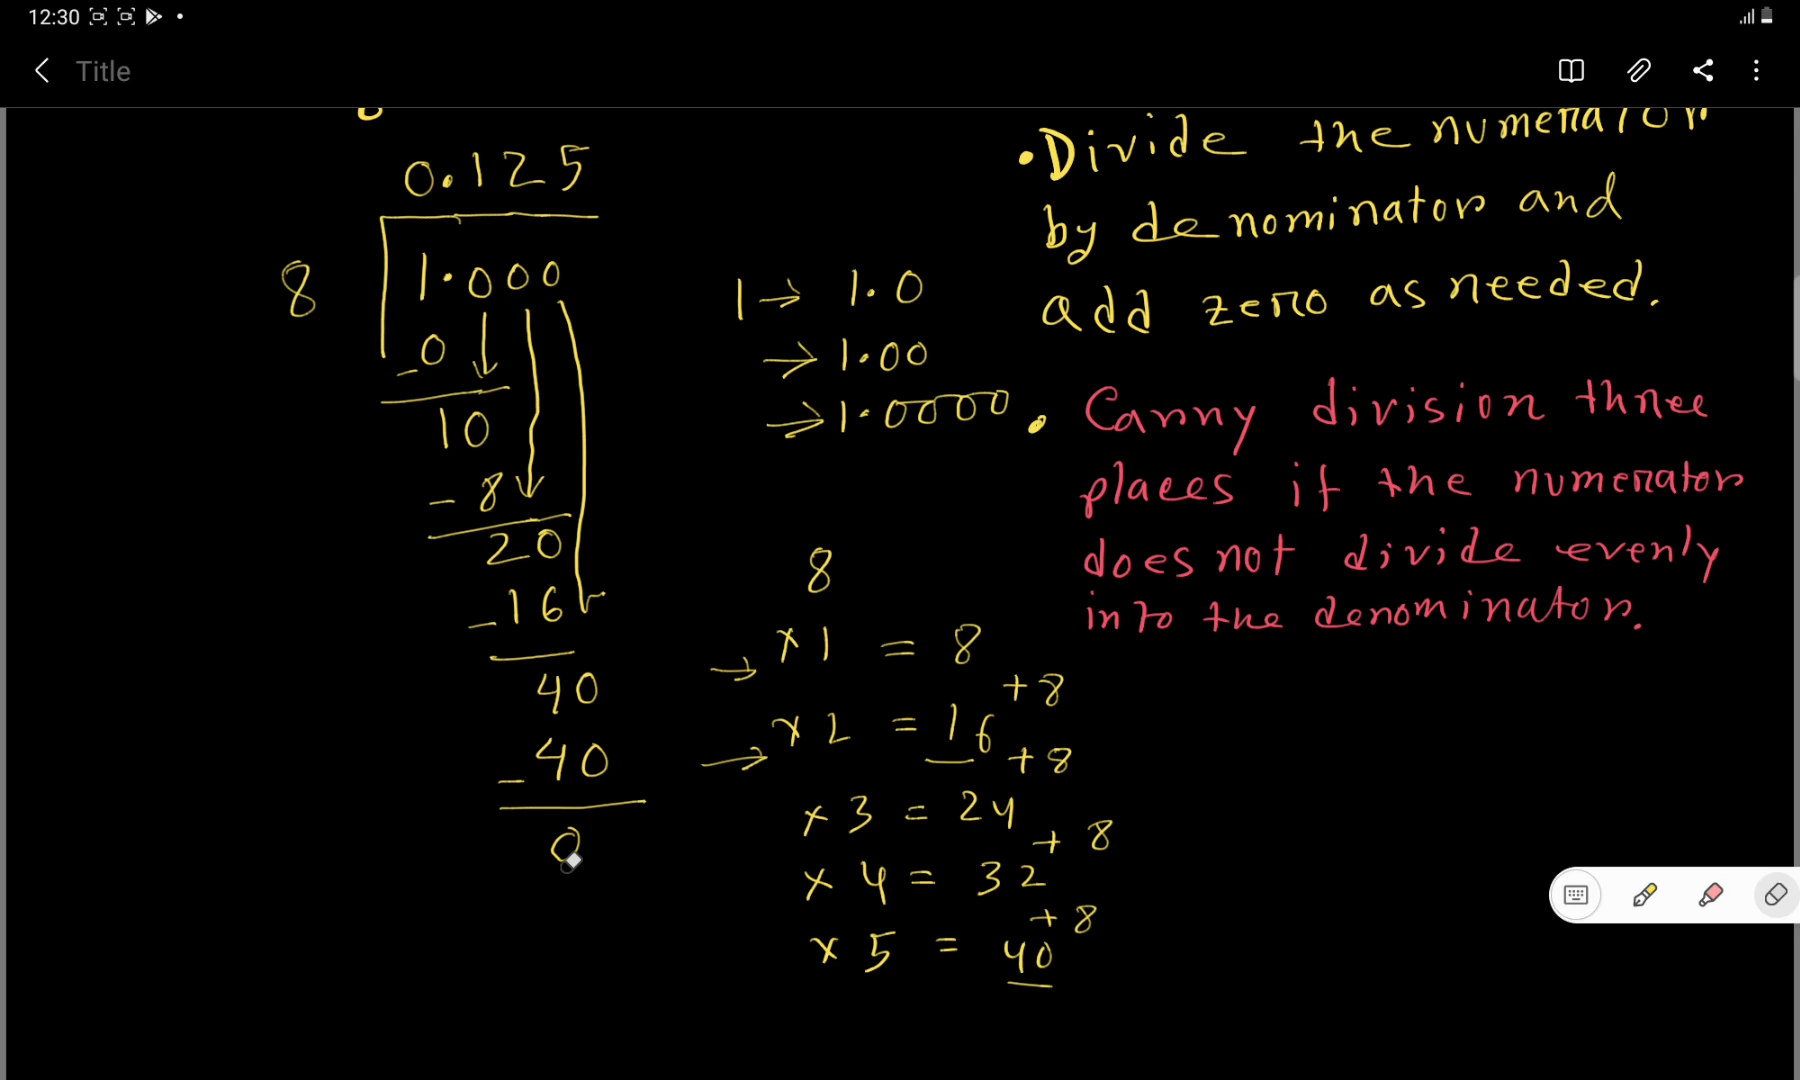 12:30
Title
8
0.125
8 1.000
- 0
10
- 8
20
- 16
40
- 40
0
1 → 1.0
→ 1.00
→ 1.0000
8
→ × 1 = 8
+ 8
→ × 2 = 16
+ 8
× 3 = 24
+ 8
× 4 = 32
+ 8
× 5 = 40
• Divide the numerator
by denominator and
add zero as needed.
• Carry division three
places if the numerator
does not divide evenly
into the denominator.